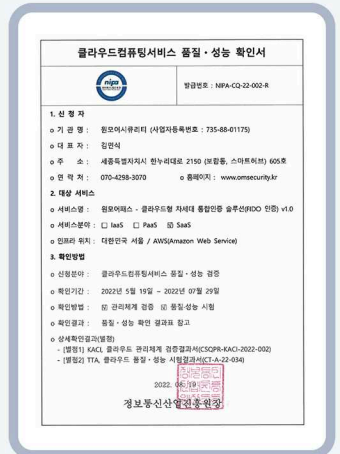 클라우드컴퓨팅서비스 품질·성능 확인서
nipa
발급번호 : NIPA-CQ-22-002-R
1. 신 청 자
o 기 관 명 : 원모어시큐리티 (사업자등록번호 : 735-88-01175)
o 대 표 자 : 김민식
o 주 소 : 세종특별자치시 한누리대로 2150 (보람동, 스마트허브) 605호
o 연 락 처 : 070-4298-3070 o 홈페이지 : www.omsecurity.kr
2. 대상 서비스
o 서비스명 : 원모어패스 - 클라우드형 차세대 통합인증 솔루션(FIDO 인증) v1.0
o 서비스분야 : □ IaaS □ PaaS ☑ SaaS
o 인프라 위치 : 대한민국 서울 / AWS(Amazon Web Service)
3. 확인방법
o 신청분야 : 클라우드컴퓨팅서비스 품질·성능 검증
o 확인기간 : 2022년 5월 19일 ~ 2022년 07월 29일
o 확인방법 : ☑ 관리체계 검증 ☑ 품질·성능 시험
o 확인결과 : 품질·성능 확인 결과표 참고
o 상세확인결과(별첨)
- [별첨1] KACI, 클라우드 관리체계 검증결과서(CSQPR-KACI-2022-002)
- [별첨2] TTA, 클라우드 품질·성능 시험결과서(CT-A-22-034)
2022. 08. 19.
정보통신산업진흥원장